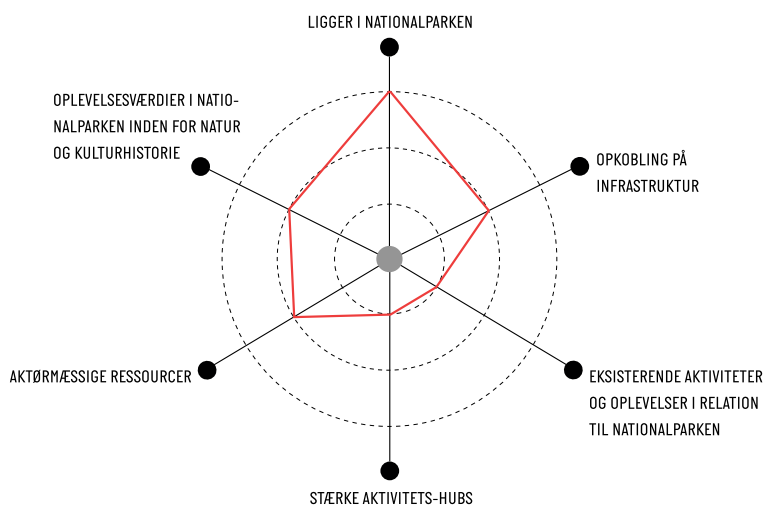 LIGGER I NATIONALPARKEN
OPLEVELSESVÆRDIER I NATIO-
NALPARKEN INDEN FOR NATUR
OG KULTURHISTORIE
OPKOBLING PÅ
INFRASTRUKTUR
AKTØRMÆSSIGE RESSOURCER
EKSISTERENDE AKTIVITETER
OG OPLEVELSER I RELATION
TIL NATIONALPARKEN
STÆRKE AKTIVITETS-HUBS